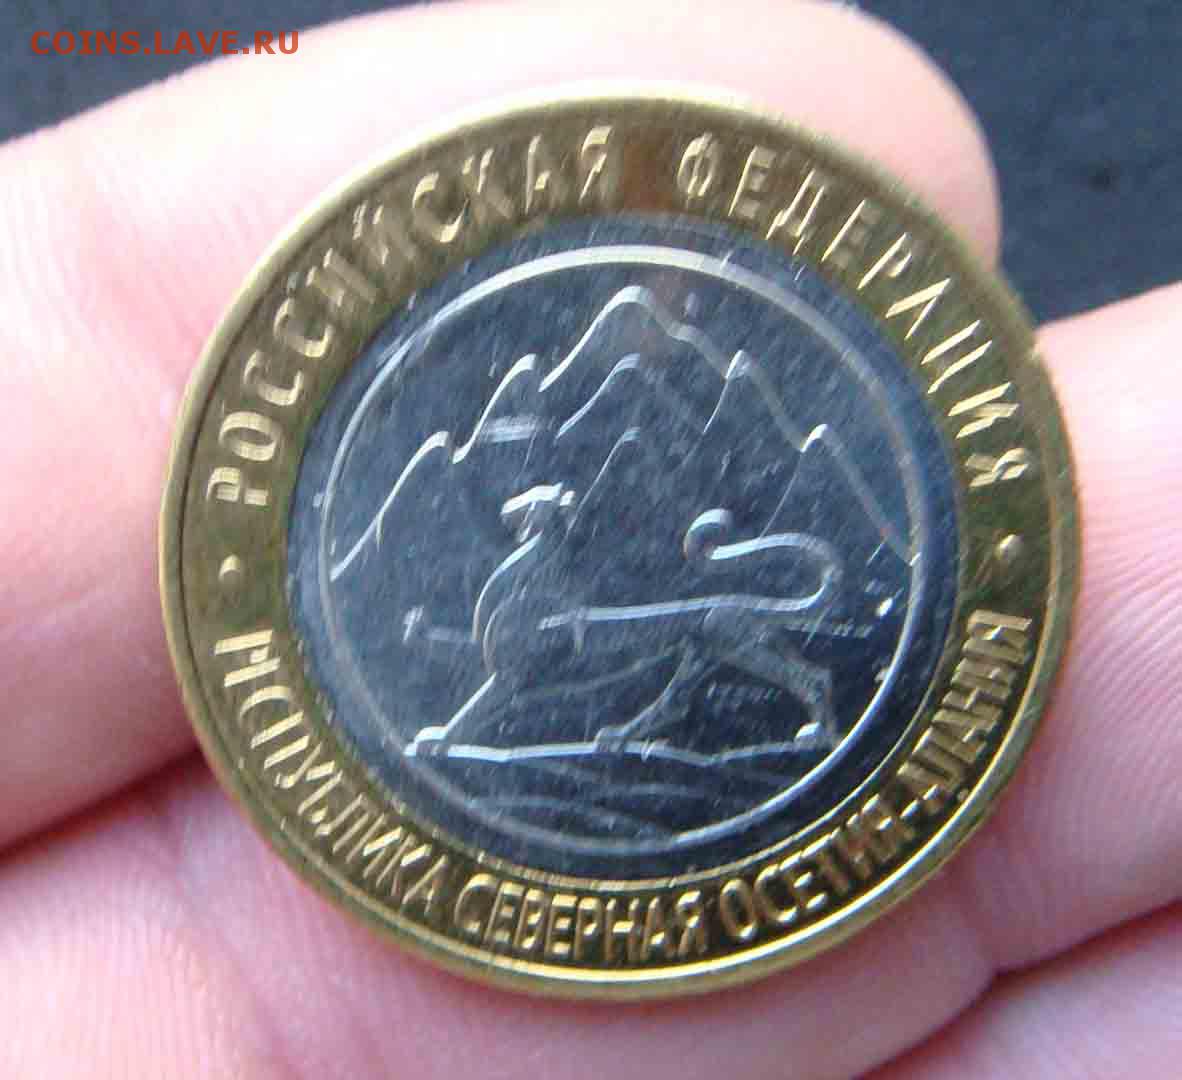 COINS.LAVE.RU
· РОССИЙСКАЯ ФЕДЕРАЦИЯ ·
РЕСПУБЛИКА СЕВЕРНАЯ ОСЕТИЯ-АЛАНИЯ